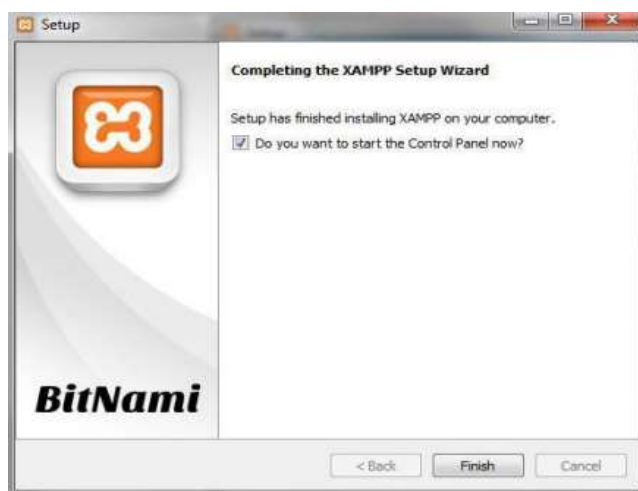 Setup
Completing the XAMPP Setup Wizard
Setup has finished installing XAMPP on your computer.
Do you want to start the Control Panel now?
BitNami
< Back
Finish
Cancel